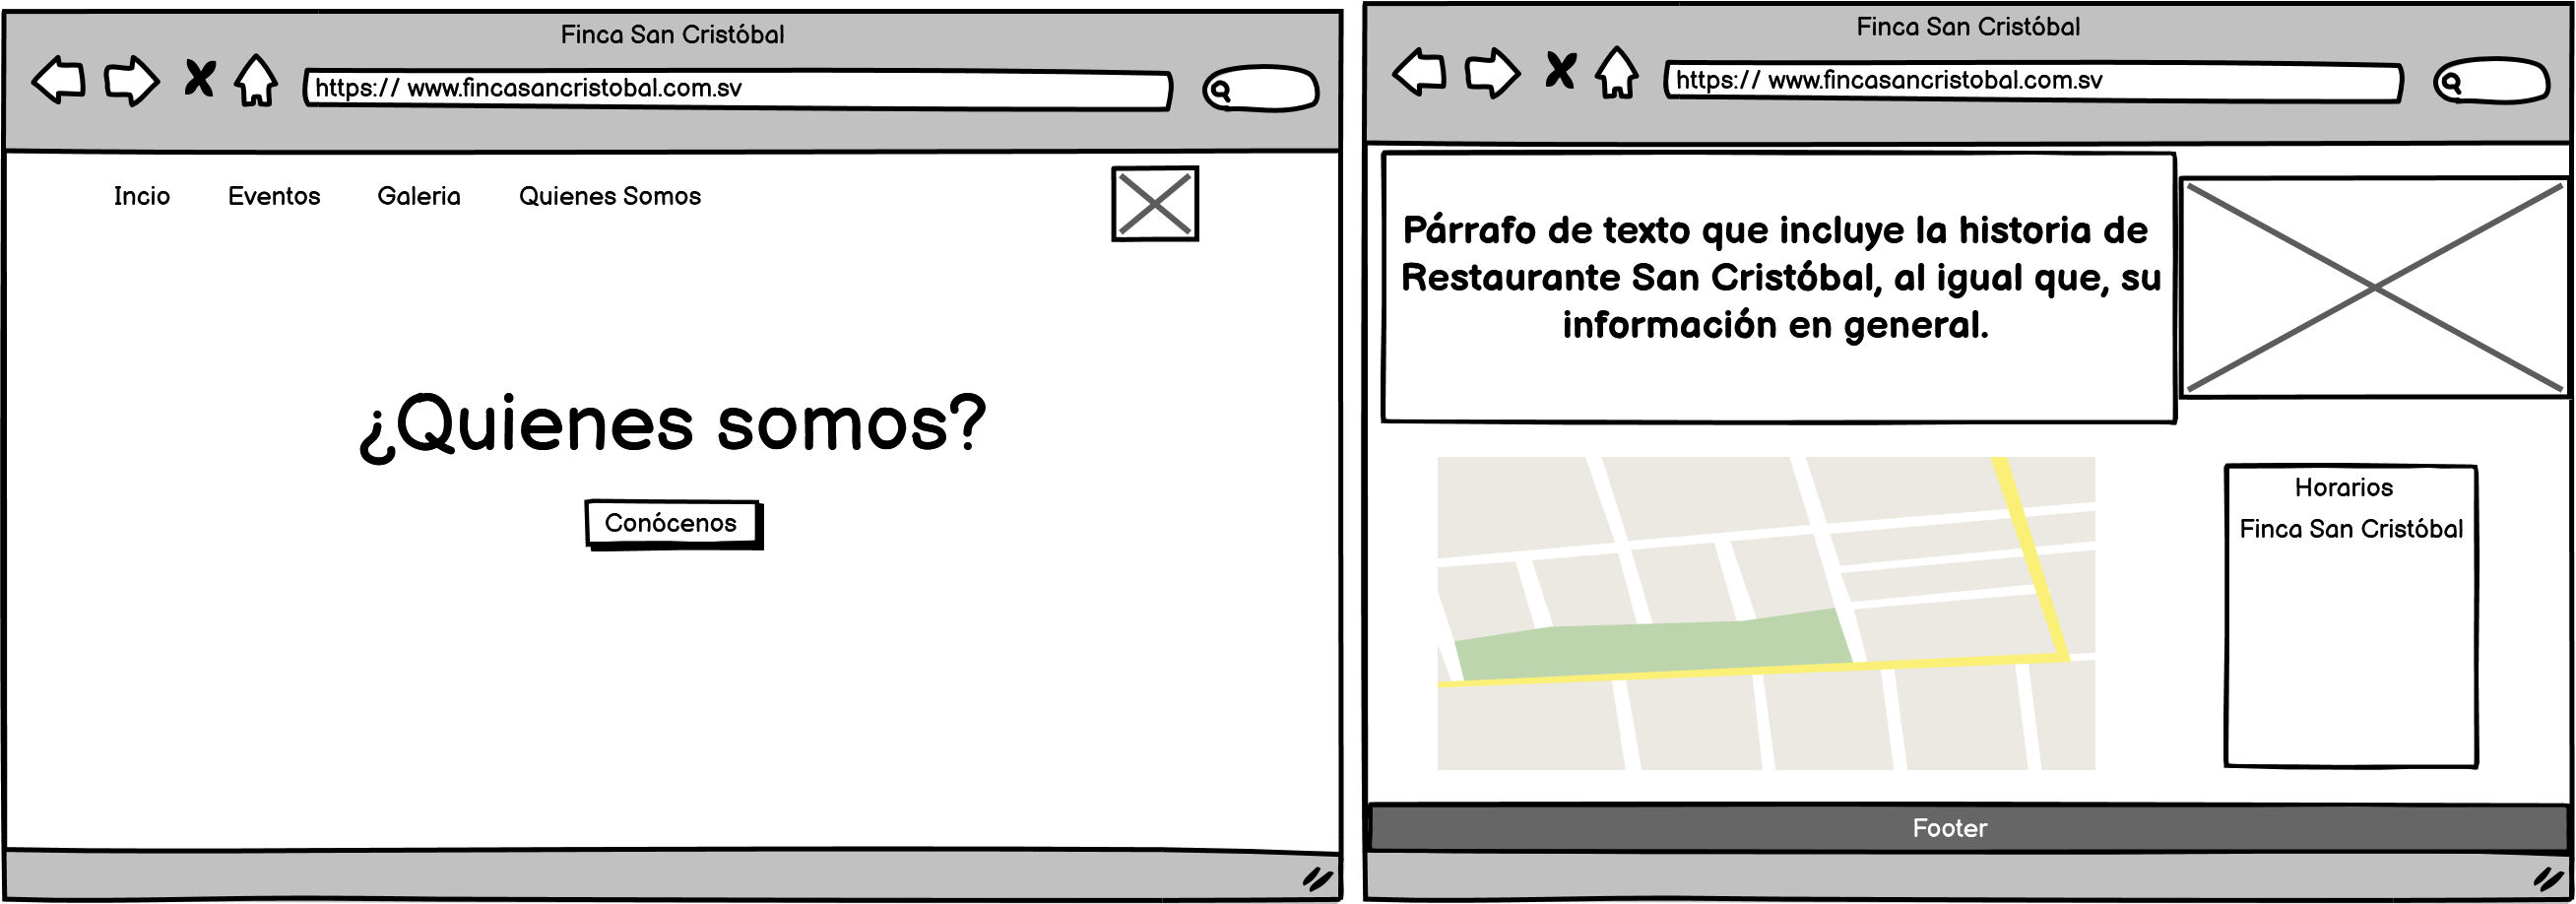 Finca San Cristóbal
https:// www.fincasancristobal.com.sv
Incio Eventos Galeria Quienes Somos
¿Quienes somos?
Conócenos
Finca San Cristóbal
https:// www.fincasancristobal.com.sv
Párrafo de texto que incluye la historia de
Restaurante San Cristóbal, al igual que, su
información en general.
Horarios
Finca San Cristóbal
Footer